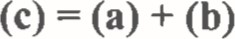 (c) = (a) + (b)